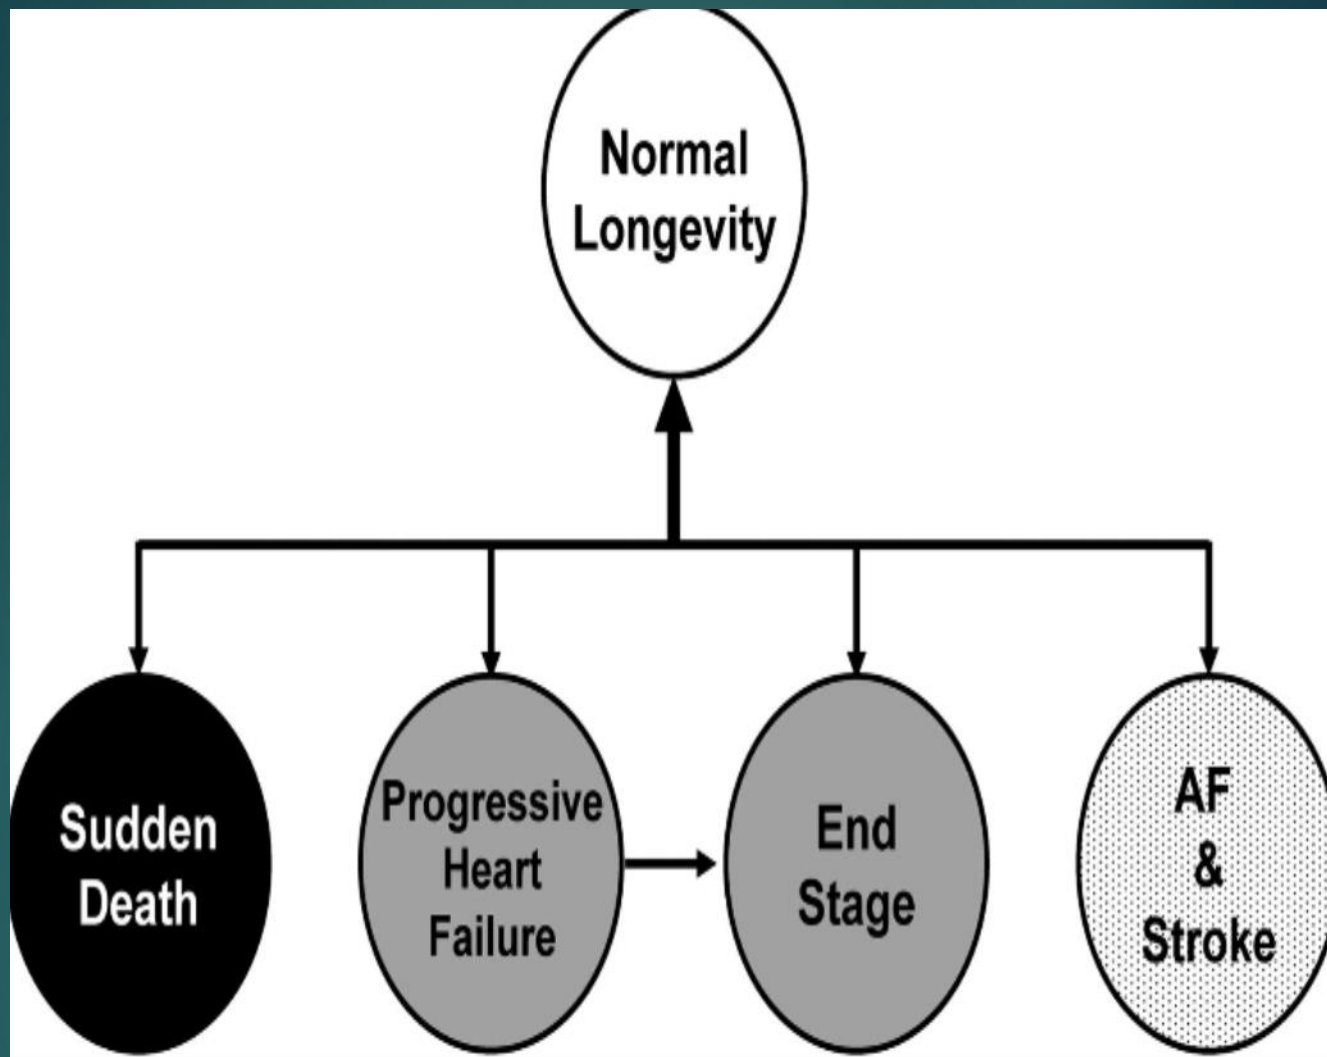 Normal
Longevity
Sudden
Death
Progressive
Heart
Failure
End
Stage
AF
&
Stroke